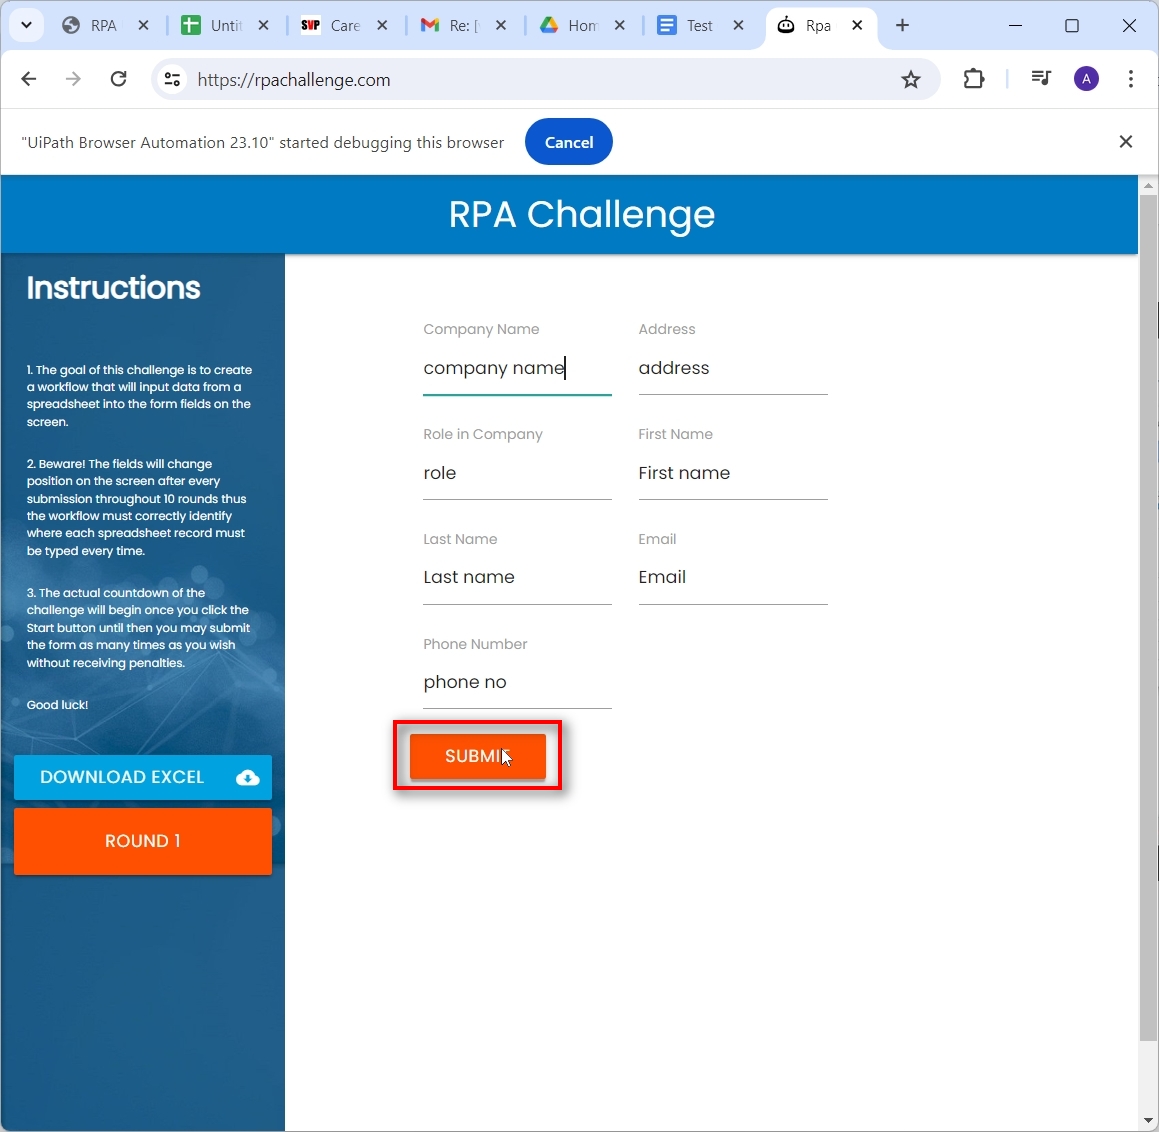 RPA
Untit
SVP Care
Re: [
Hom
Test
Rpa
https://rpachallenge.com
A
"UiPath Browser Automation 23.10" started debugging this browser
Cancel
RPA Challenge
Instructions
1. The goal of this challenge is to create
a workflow that will input data from a
spreadsheet into the form fields on the
screen.
2. Beware! The fields will change
position on the screen after every
submission throughout 10 rounds thus
the workflow must correctly identify
where each spreadsheet record must
be typed every time.
3. The actual countdown of the
challenge will begin once you click the
Start button until then you may submit
the form as many times as you wish
without receiving penalties.
Good luck!
DOWNLOAD EXCEL
ROUND 1
Company Name
company name
Address
address
Role in Company
role
First Name
First name
Last Name
Last name
Email
Email
Phone Number
phone no
SUBMIT